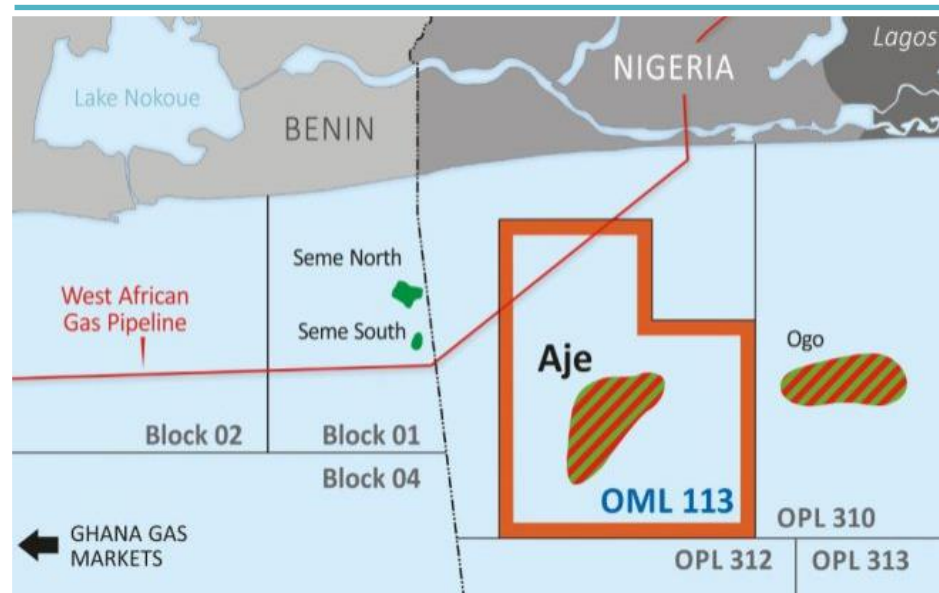 Lagos
NIGERIA
Lake Nokoue
BENIN
Seme North
West African
Gas Pipeline
Seme South
Ogo
Aje
Block 02
Block 01
Block 04
OML 113
OPL 310
GHANA GAS
MARKETS
OPL 312
OPL 313